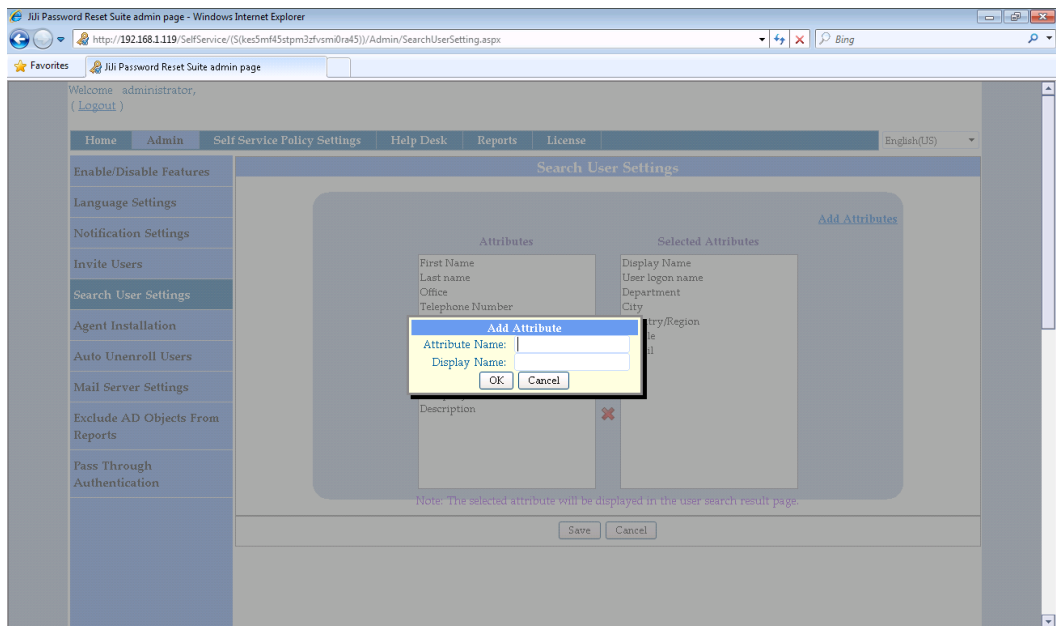 JiJi Password Reset Suite admin page - Windows Internet Explorer
http://192.168.1.119/SelfService/(S(kes5mf45stpm3zfvsmi0ra45))/Admin/SearchUserSetting.aspx
Bing
Favorites
JiJi Password Reset Suite admin page
Welcome administrator,
( Logout )
Home Admin Self Service Policy Settings Help Desk Reports License English(US)
Enable/Disable Features
Language Settings
Notification Settings
Invite Users
Search User Settings
Agent Installation
Auto Unenroll Users
Mail Server Settings
Exclude AD Objects From
Reports
Pass Through
Authentication
Search User Settings
Add Attributes
Attributes
First Name
Last name
Office
Telephone Number
Description
Selected Attributes
Display Name
User logon name
Department
City
Add Attribute
Attribute Name:
Display Name:
OK Cancel
Note: The selected attribute will be displayed in the user search result page.
Save Cancel